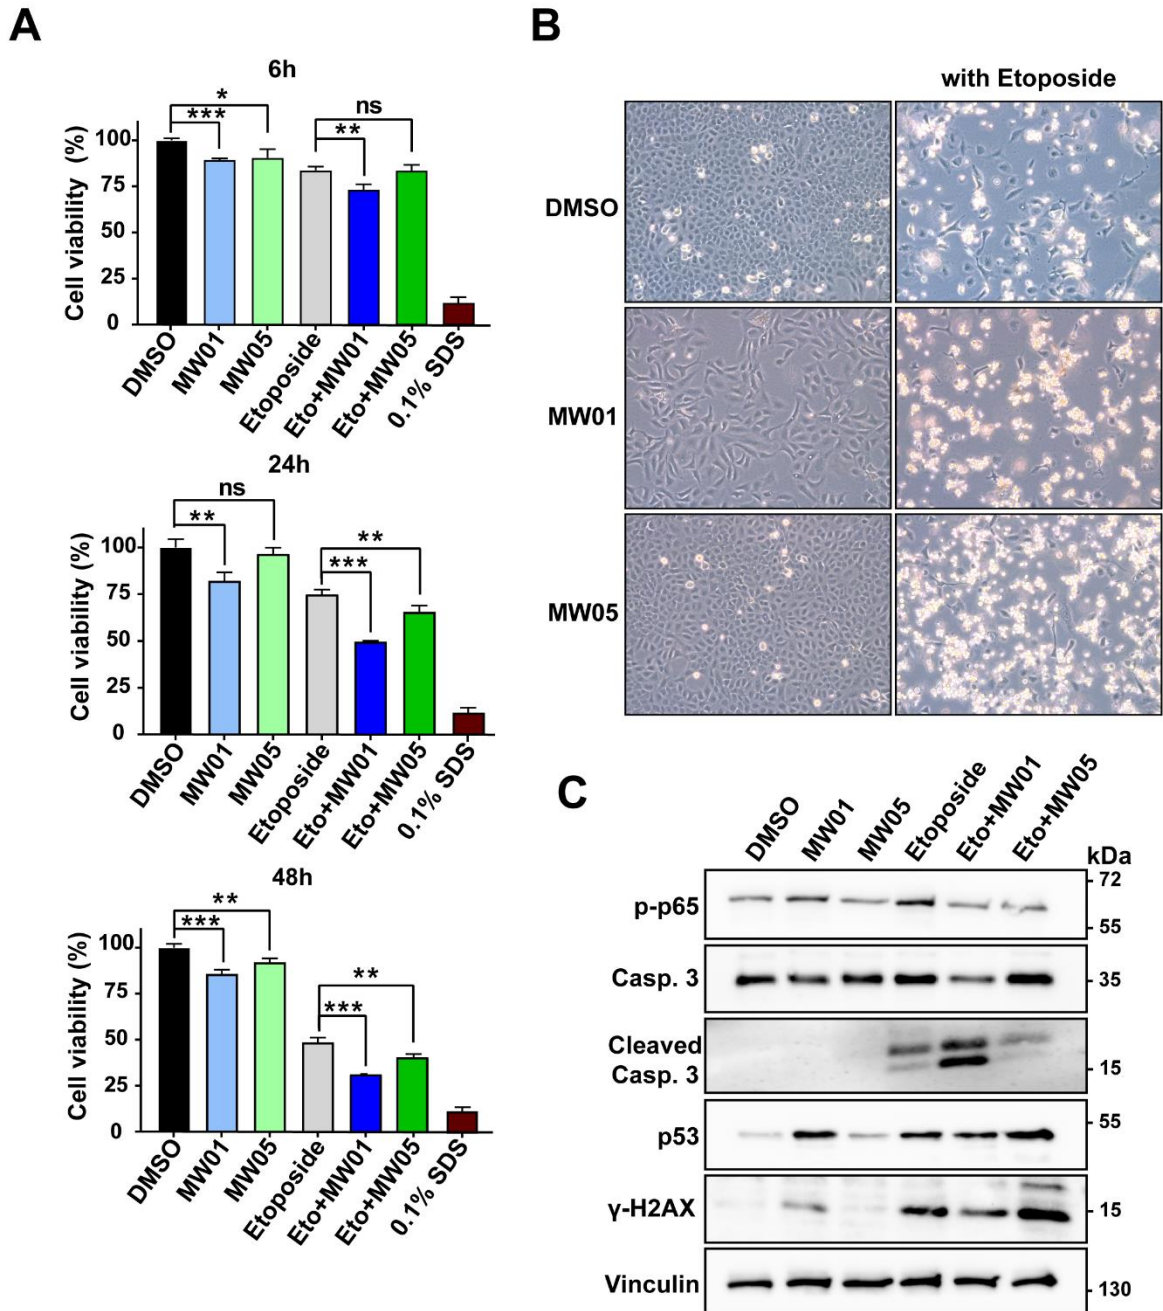 A
6h
*
***
ns
**
Cell viability (%)
100
75
50
25
0
DMSO
MW01
MW05
Etoposide
Eto+MW01
Eto+MW05
0.1% SDS
24h
ns
**
**
***
Cell viability (%)
100
75
50
25
0
DMSO
MW01
MW05
Etoposide
Eto+MW01
Eto+MW05
0.1% SDS
48h
**
***
**
***
Cell viability (%)
100
75
50
25
0
DMSO
MW01
MW05
Etoposide
Eto+MW01
Eto+MW05
0.1% SDS
B
with Etoposide
DMSO
MW01
MW05
C
DMSO
MW01
MW05
Etoposide
Eto+MW01
Eto+MW05
kDa
p-p65
- 72
- 55
Casp. 3
- 35
Cleaved
Casp. 3
- 15
p53
- 55
γ-H2AX
- 15
Vinculin
- 130